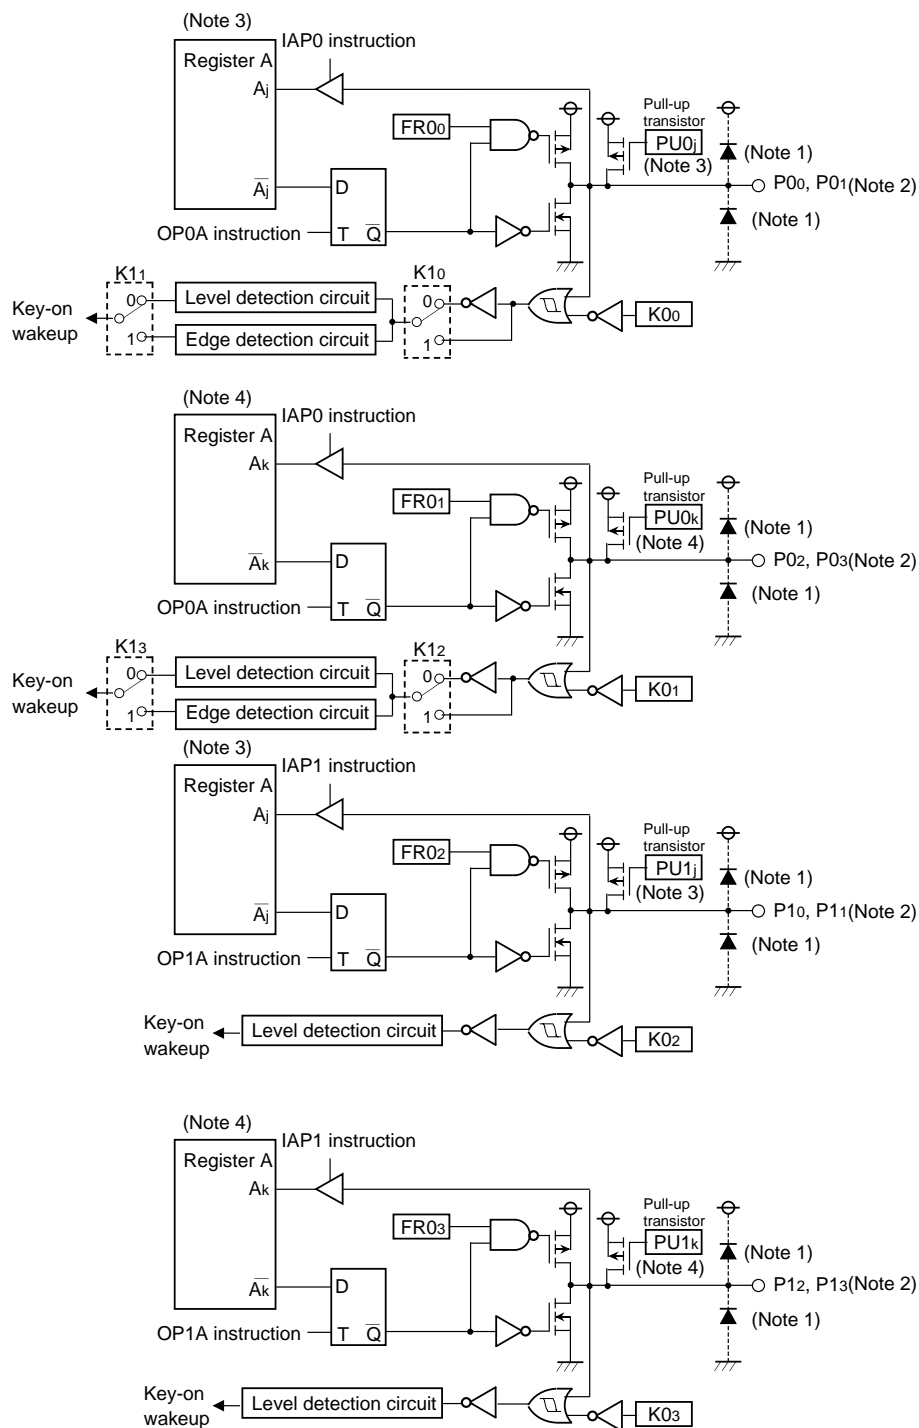 (Note 3)
IAP0 instruction
Register A
Aj
Pull-up
transistor
FR00
PU0j
(Note 3)
(Note 1)
Aj
D
P00, P01(Note 2)
(Note 1)
OP0A instruction
T
Q
K11
K10
0
Level detection circuit
0
Key-on
wakeup
K00
1
Edge detection circuit
1
(Note 4)
IAP0 instruction
Register A
Ak
Pull-up
transistor
FR01
PU0k
(Note 4)
(Note 1)
Ak
D
P02, P03(Note 2)
(Note 1)
OP0A instruction
T
Q
K13
K12
0
Level detection circuit
0
Key-on
wakeup
K01
1
Edge detection circuit
1
(Note 3)
IAP1 instruction
Register A
Aj
Pull-up
transistor
FR02
PU1j
(Note 3)
(Note 1)
Aj
D
P10, P11(Note 2)
(Note 1)
OP1A instruction
T
Q
Key-on
wakeup
Level detection circuit
K02
(Note 4)
IAP1 instruction
Register A
Ak
Pull-up
transistor
FR03
PU1k
(Note 4)
(Note 1)
Ak
D
P12, P13(Note 2)
(Note 1)
OP1A instruction
T
Q
Key-on
wakeup
Level detection circuit
K03